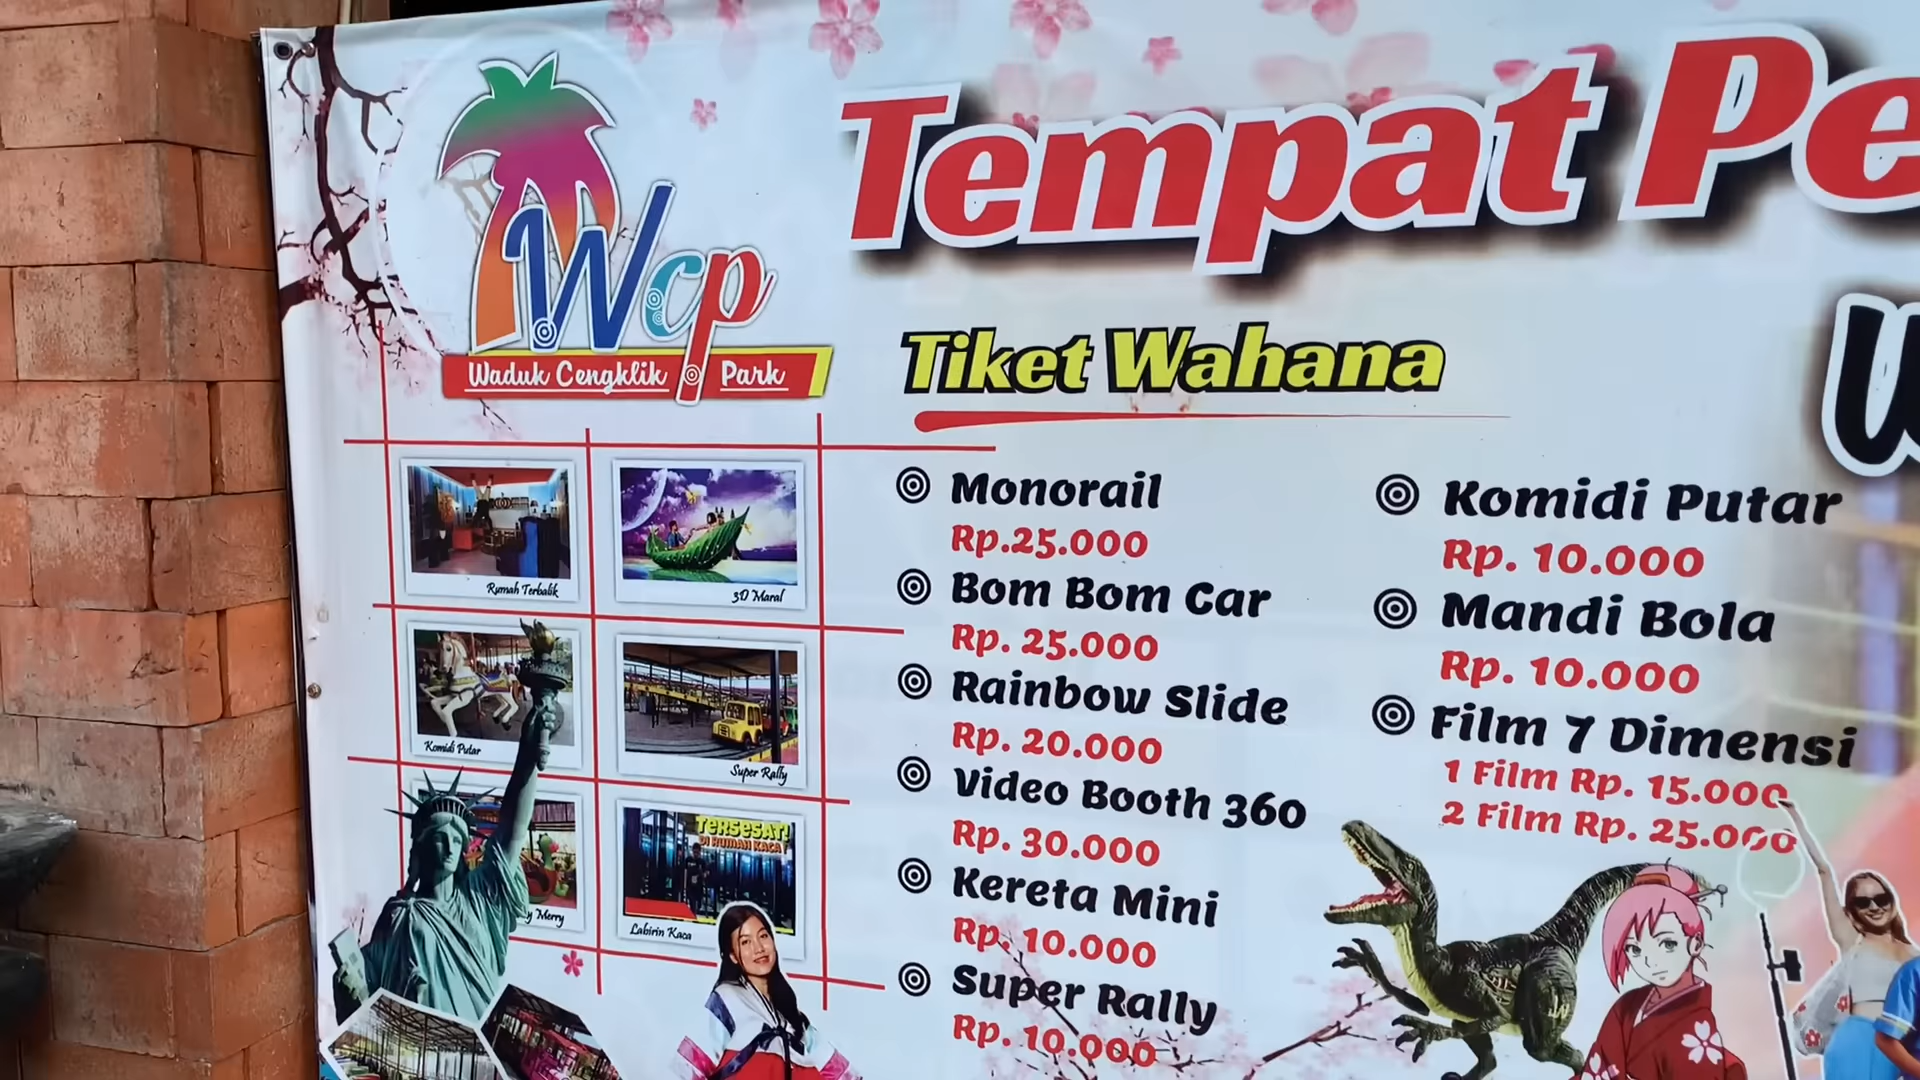 Tempat
Wcp
Waduk Cengklik Park
Tiket Wahana
Monorail
Rp.25.000
Bom Bom Car
Rp. 25.000
Rainbow Slide
Rp. 20.000
Video Booth 360
Rp. 30.000
Kereta Mini
Rp. 10.000
Super Rally
Rp. 10.000
Komidi Putar
Rp. 10.000
Mandi Bola
Rp. 10.000
Film 7 Dimensi
1 Film Rp. 15.000
2 Film Rp. 25.000
Rumah Terbalik
3D Maral
Komidi Putar
Super Rally
Merry
TERSESAT!
DI RUMAH KACA!
Labirin Kaca